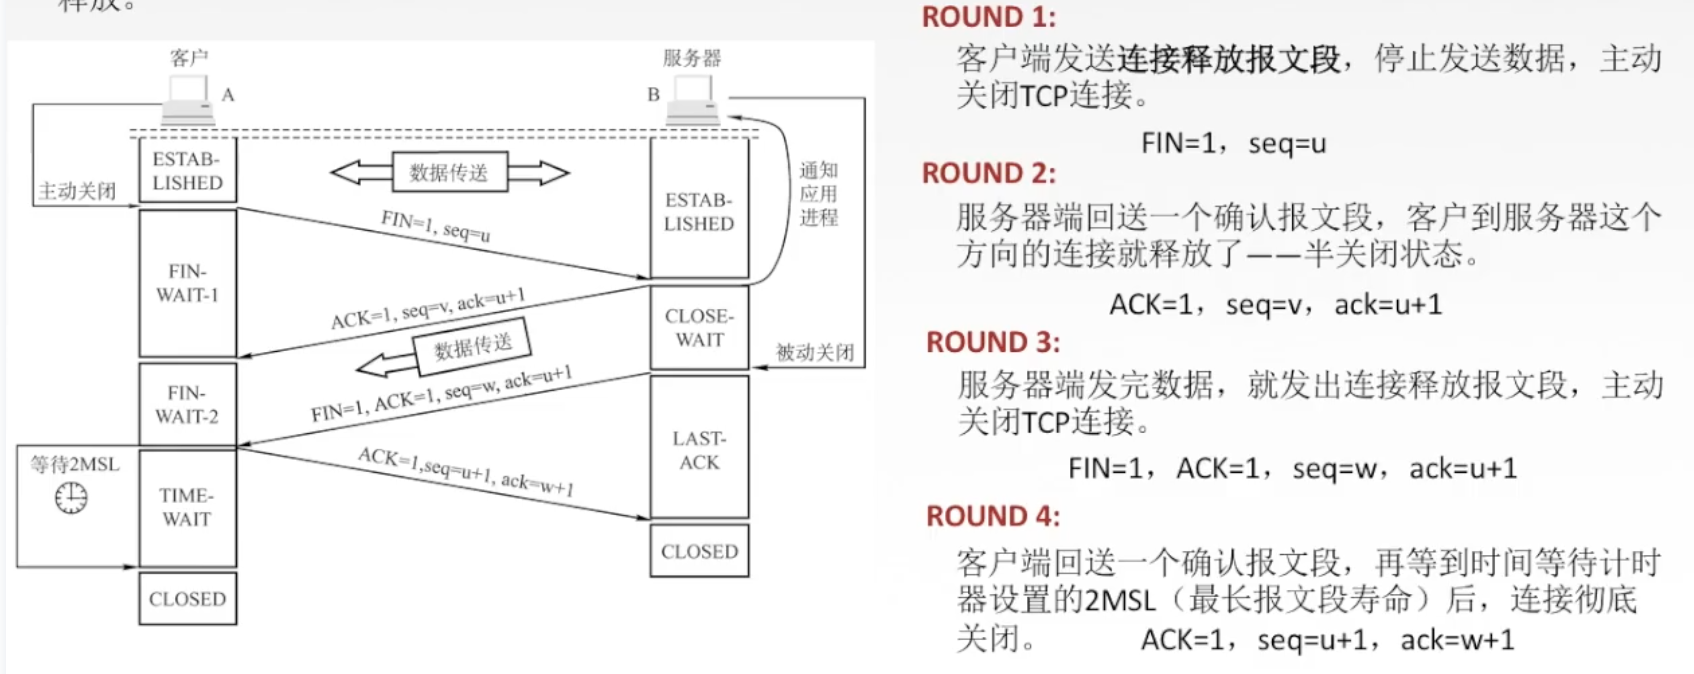 释放。
客户
服务器
A
B
ESTAB-
LISHED
数据传送
主动关闭
ESTAB-
LISHED
通知
应用
进程
FIN=1, seq=u
FIN-
WAIT-1
ACK=1, seq=v, ack=u+1
CLOSE-
WAIT
数据传送
被动关闭
FIN-
WAIT-2
FIN=1, ACK=1, seq=w, ack=u+1
LAST-
ACK
等待2MSL
ACK=1,seq=u+1, ack=w+1
TIME-
WAIT
CLOSED
CLOSED
ROUND 1:
客户端发送连接释放报文段，停止发送数据，主动
关闭TCP连接。
FIN=1，seq=u
ROUND 2:
服务器端回送一个确认报文段，客户到服务器这个
方向的连接就释放了——半关闭状态。
ACK=1，seq=v，ack=u+1
ROUND 3:
服务器端发完数据，就发出连接释放报文段，主动
关闭TCP连接。
FIN=1，ACK=1，seq=w，ack=u+1
ROUND 4:
客户端回送一个确认报文段，再等到时间等待计时
器设置的2MSL（最长报文段寿命）后，连接彻底
关闭。 ACK=1，seq=u+1，ack=w+1